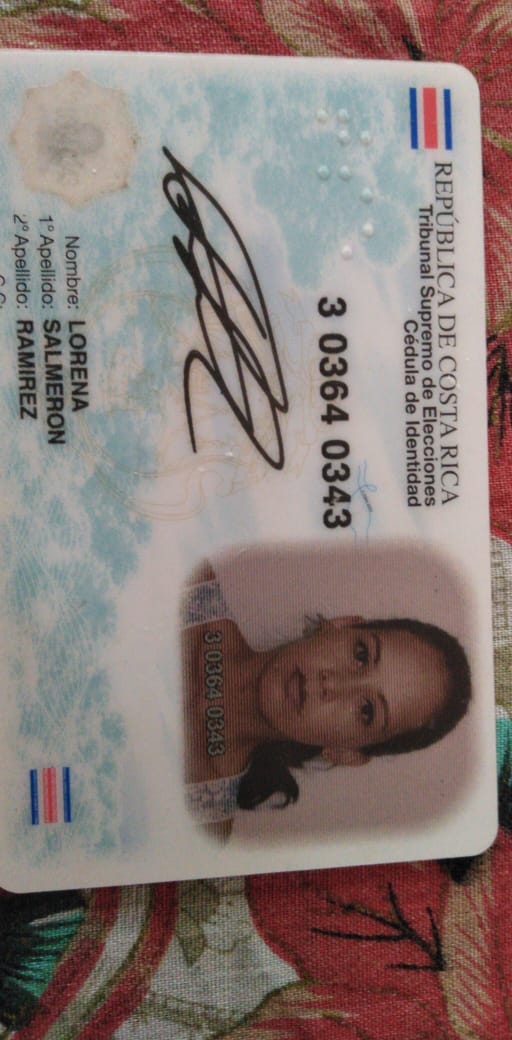 REPÚBLICA DE COSTA RICA
Tribunal Supremo de Elecciones
Cédula de Identidad
3 0364 0343
3 0364 0343
Nombre: LORENA
1° Apellido: SALMERON
2° Apellido: RAMIREZ